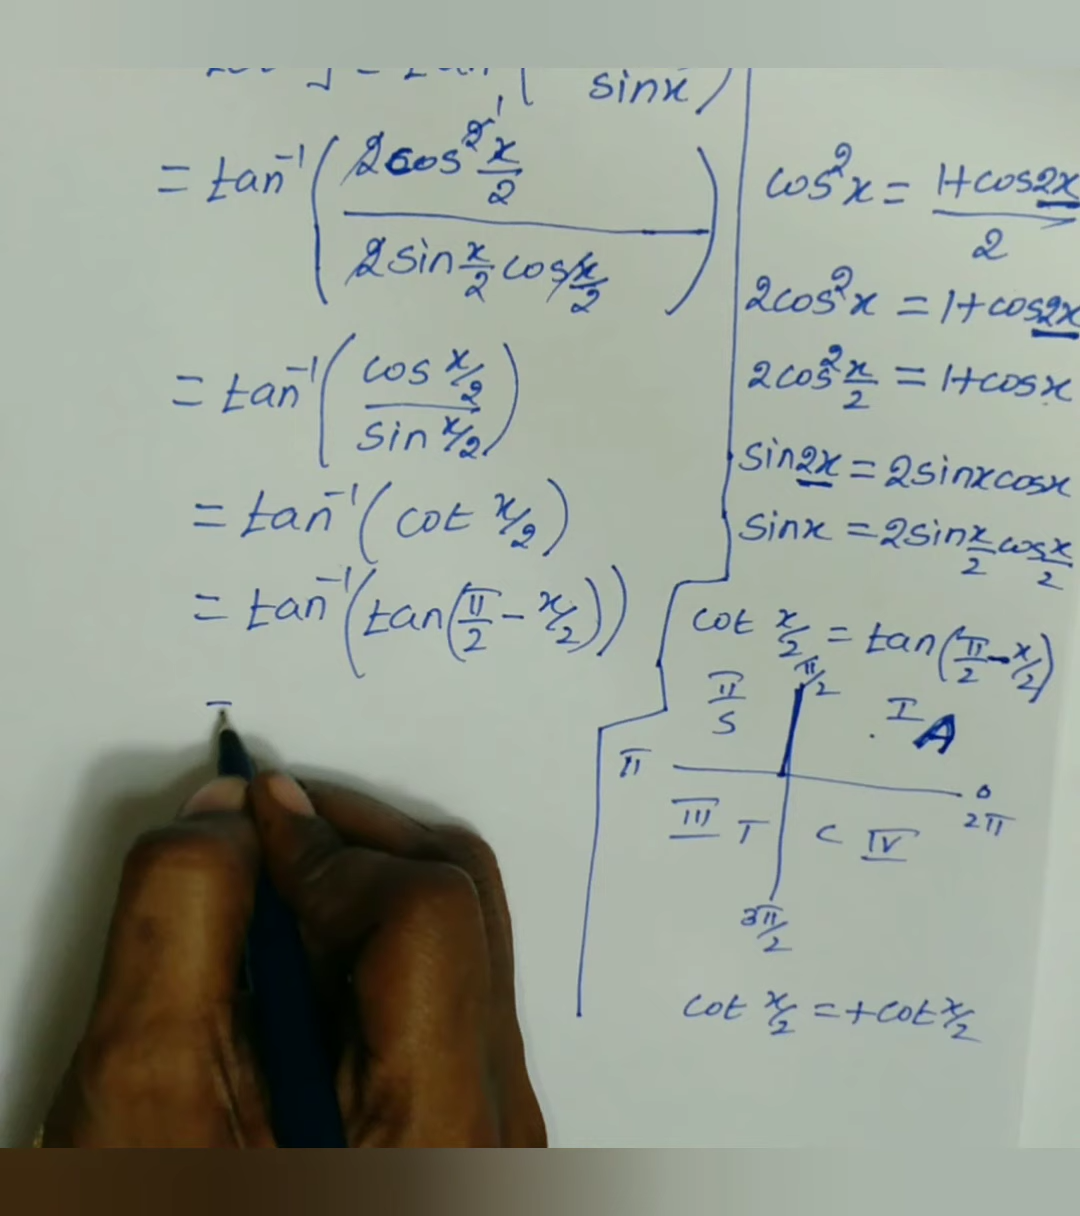 sinx)
= tan⁻¹(2cos² x/2 / 2sin x/2 cos x/2)
= tan⁻¹(cos x/2 / sin x/2)
= tan⁻¹(cot x/2)
= tan⁻¹(tan(π/2 - x/2))
cos²x = 1+cos2x / 2
2cos²x = 1+cos2x
2cos² x/2 = 1+cosx
sin2x = 2sinxcosx
sinx = 2sin x/2 cos x/2
cot x/2 = tan(π/2 - x/2)
π/2
II
S
I
A
π
0
2π
III T
C IV
3π/2
cot x/2 = +cot x/2